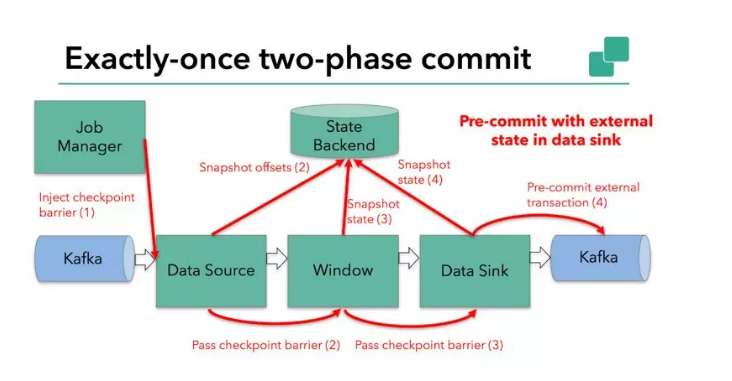 Exactly-once two-phase commit
Job
Manager
State
Backend
Pre-commit with external
state in data sink
Snapshot offsets (2)
Snapshot
state (4)
Inject checkpoint
barrier (1)
Snapshot
state (3)
Pre-commit external
transaction (4)
Kafka
Data Source
Window
Data Sink
Kafka
Pass checkpoint barrier (2)
Pass checkpoint barrier (3)